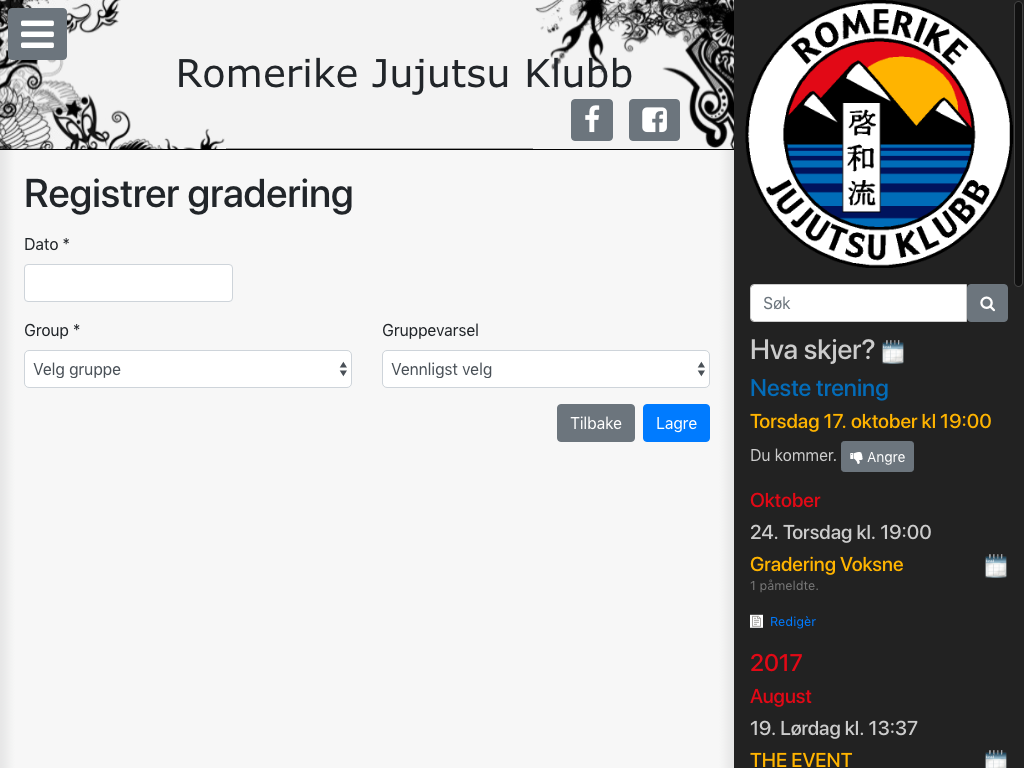 Romerike Jujutsu Klubb
Registrer gradering
Dato *
Group *
Gruppevarsel
Velg gruppe
Vennligst velg
Tilbake
Lagre
ROMERIKE
啓和流
JUJUTSU KLUBB
Søk
Hva skjer?
Neste trening
Torsdag 17. oktober kl 19:00
Du kommer. Angre
Oktober
24. Torsdag kl. 19:00
Gradering Voksne
1 påmeldte.
Redigèr
2017
August
19. Lørdag kl. 13:37
THE EVENT